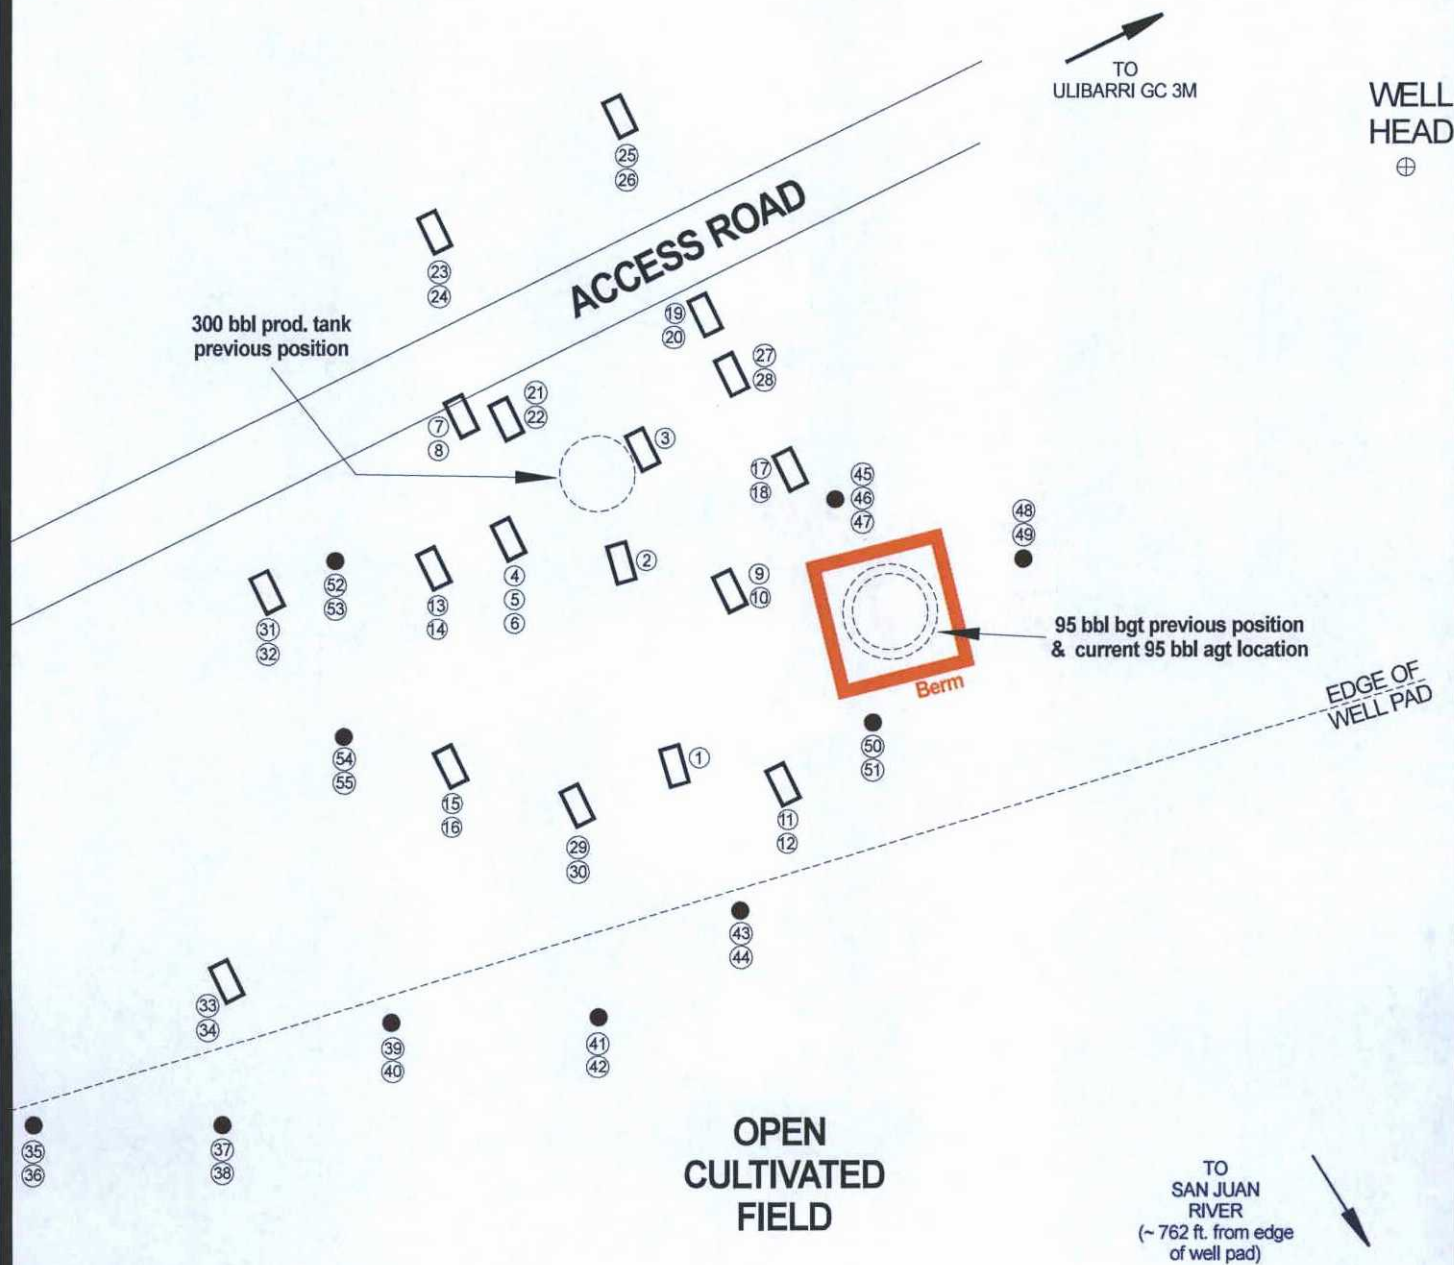 TO
ULIBARRI GC 3M
WELL
HEAD
25
26
ACCESS ROAD
23
24
300 bbl prod. tank
previous position
19
20
27
28
21
22
7
8
3
17
18
45
46
47
48
49
52
53
31
32
13
14
4
5
6
2
9
10
95 bbl bgt previous position
& current 95 bbl agt location
Berm
EDGE OF
WELL PAD
54
55
15
16
29
30
1
11
12
50
51
43
44
33
34
39
40
41
42
35
36
37
38
OPEN
CULTIVATED
FIELD
TO
SAN JUAN
RIVER
(~ 762 ft. from edge
of well pad)